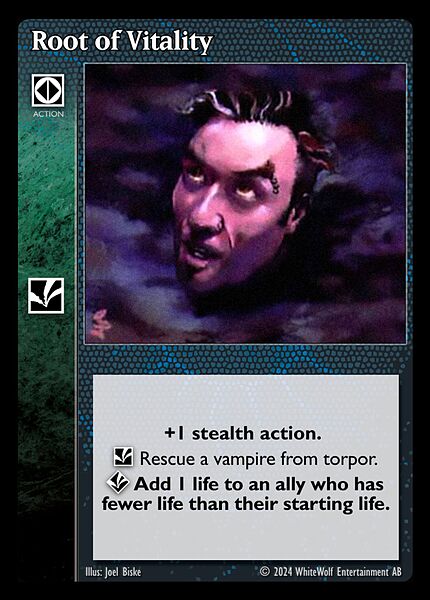 Root of Vitality
ACTION
+1 stealth action.
Rescue a vampire from torpor.
Add 1 life to an ally who has
fewer life than their starting life.
Illus: Joel Biske
© 2024 WhiteWolf Entertainment AB